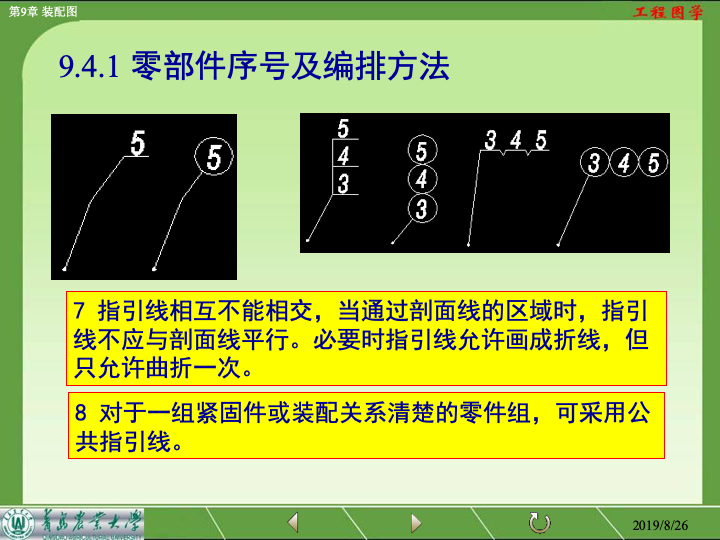 第9章 装配图
工程图学
9.4.1 零部件序号及编排方法
5
5
5
4
3
5
4
3
3 4 5
3 4 5
7 指引线相互不能相交，当通过剖面线的区域时，指引
线不应与剖面线平行。必要时指引线允许画成折线，但
只允许曲折一次。
8 对于一组紧固件或装配关系清楚的零件组，可采用公
共指引线。
青岛农业大学
2019/8/26